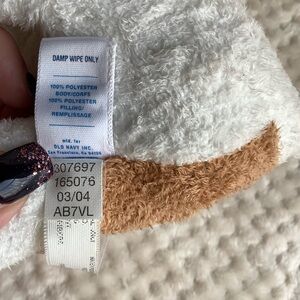 DAMP WIPE ONLY
100% POLYESTER
BODY/CORPS
100% POLYESTER
FILLING/
REMPLISSAGE
mfd. for
OLD NAVY INC.
San Francisco, Ca 94105
307697
165076
03/04
AB7VL